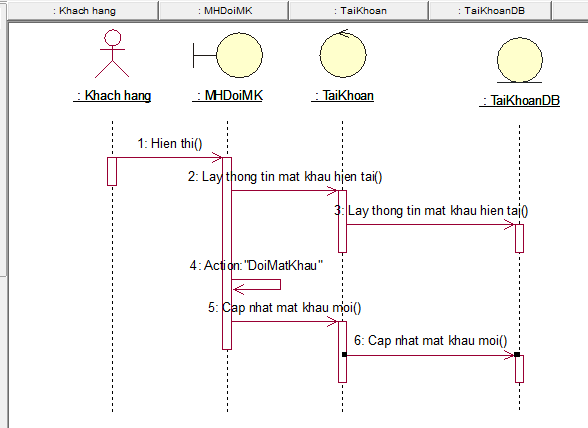 : Khach hang
: MHDoiMK
: TaiKhoan
: TaiKhoanDB
: Khach hang
: MHDoiMK
: TaiKhoan
: TaiKhoanDB
1: Hien thi()
2: Lay thong tin mat khau hien tai()
3: Lay thong tin mat khau hien tai()
4: Action:"DoiMatKhau"
5: Cap nhat mat khau moi()
6: Cap nhat mat khau moi()